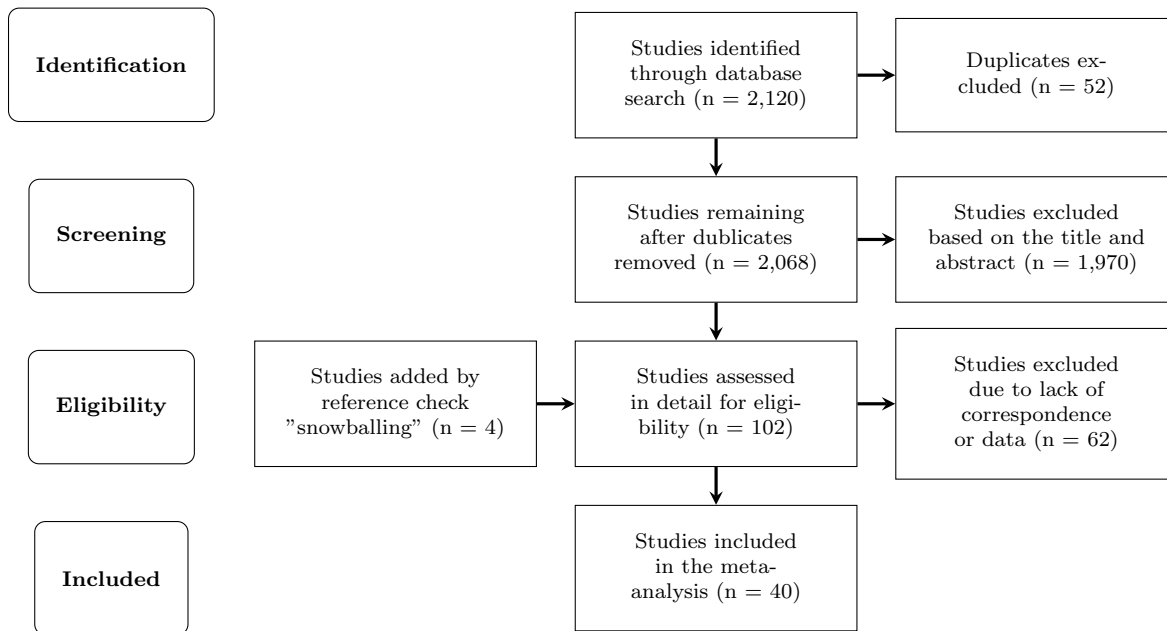 Identification
Studies identified
through database
search (n = 2,120)
Duplicates ex-
cluded (n = 52)
Screening
Studies remaining
after dublicates
removed (n = 2,068)
Studies excluded
based on the title and
abstract (n = 1,970)
Eligibility
Studies added by
reference check
”snowballing” (n = 4)
Studies assessed
in detail for eligi-
bility (n = 102)
Studies excluded
due to lack of
correspondence
or data (n = 62)
Included
Studies included
in the meta-
analysis (n = 40)